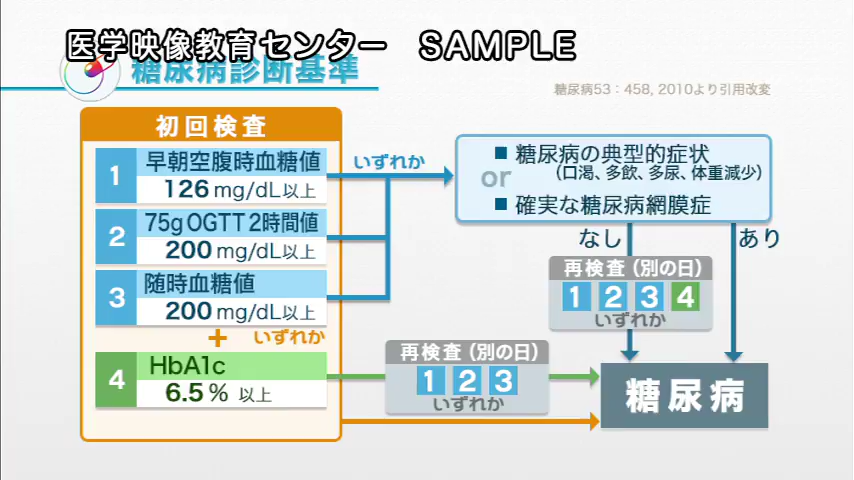 医学映像教育センター SAMPLE
糖尿病診断基準
糖尿病53：458, 2010より引用改変
初回検査
1 早朝空腹時血糖値
126 mg/dL以上
2 75g OGTT 2時間値
200 mg/dL以上
3 随時血糖値
200 mg/dL以上
+ いずれか
4 HbA1c
6.5 % 以上
いずれか
■ 糖尿病の典型的症状
(口渇、多飲、多尿、体重減少)
or
■ 確実な糖尿病網膜症
なし
あり
再検査 (別の日)
1 2 3 4
いずれか
再検査 (別の日)
1 2 3
いずれか
糖尿病